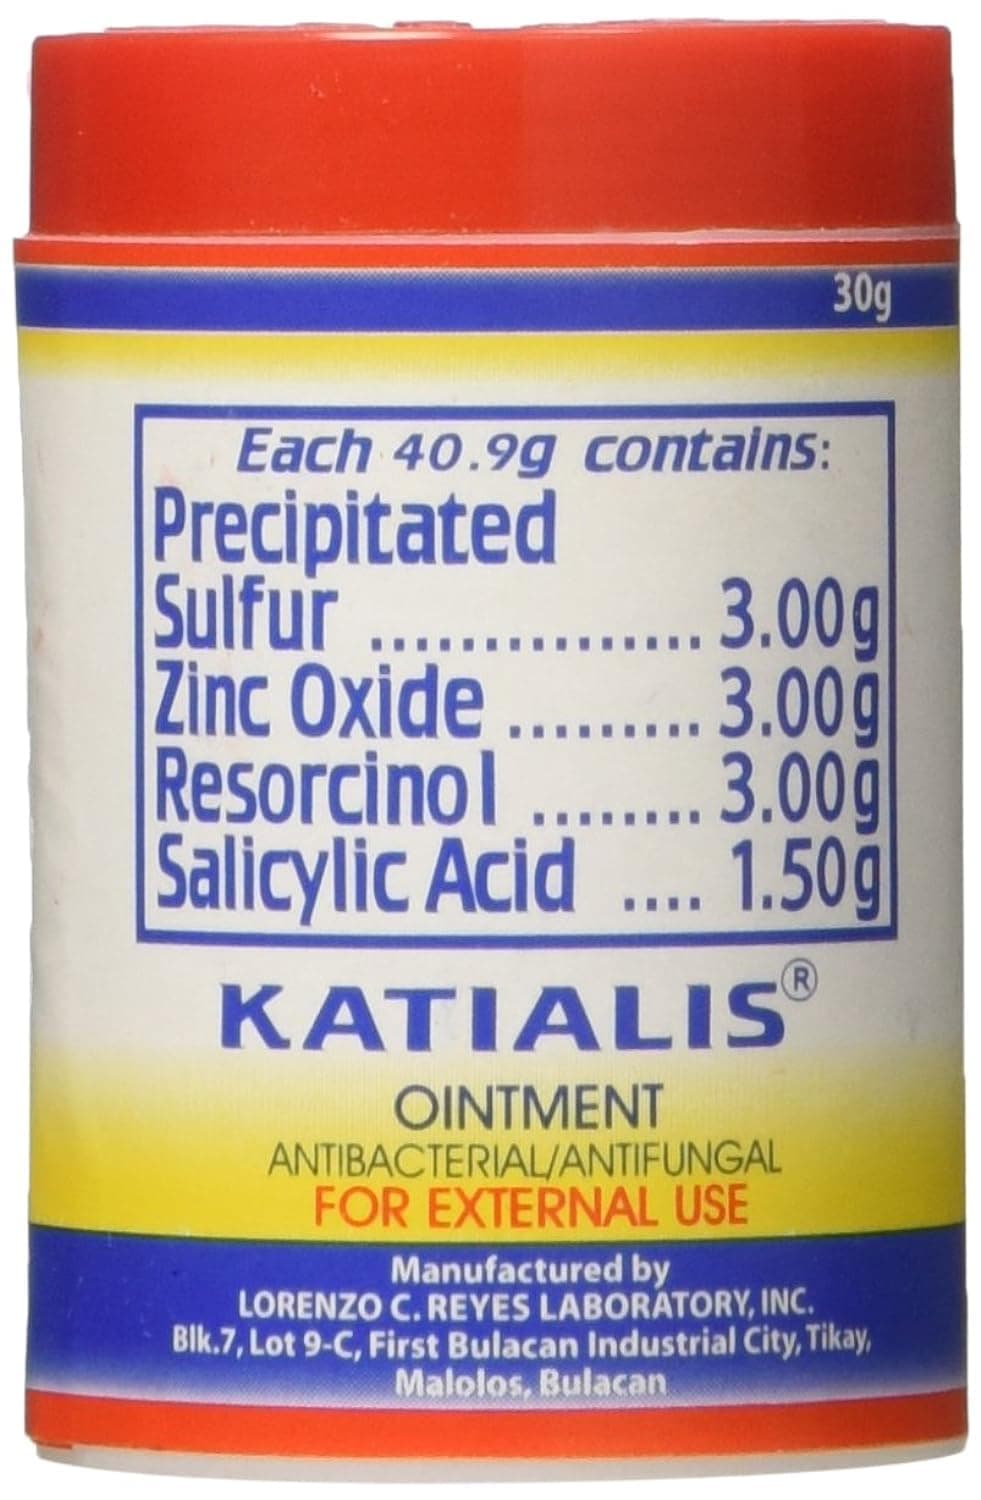 30g
Each 40.9g contains:
Precipitated
Sulfur ................ 3.00g
Zinc Oxide ......... 3.00g
Resorcinol ........ 3.00g
Salicylic Acid .... 1.50g
KATIALIS®
OINTMENT
ANTIBACTERIAL/ANTIFUNGAL
FOR EXTERNAL USE
Manufactured by
LORENZO C. REYES LABORATORY, INC.
Blk.7, Lot 9-C, First Bulacan Industrial City, Tikay,
Malolos, Bulacan